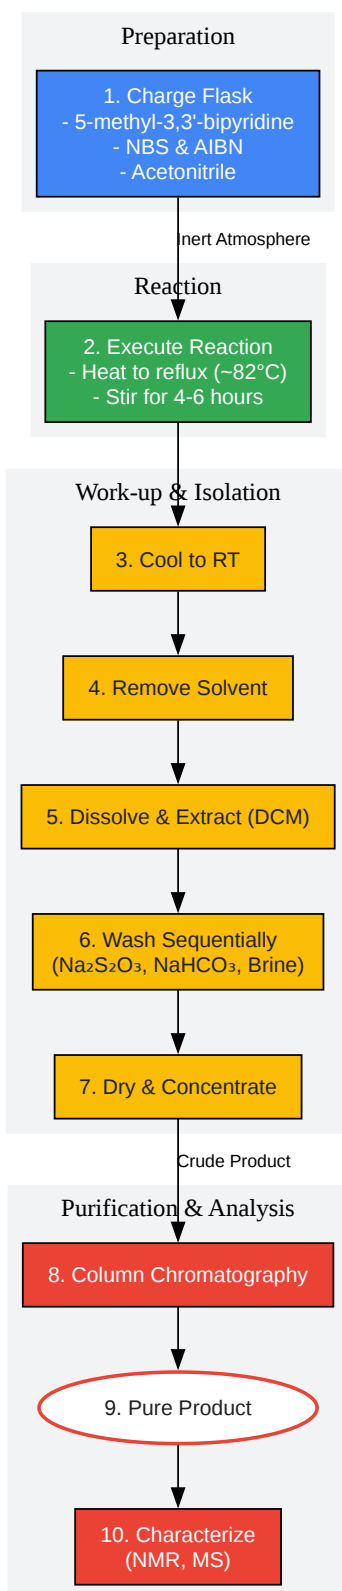 Preparation
1. Charge Flask
- 5-methyl-3,3'-bipyridine
- NBS & AIBN
- Acetonitrile
Inert Atmosphere
Reaction
2. Execute Reaction
- Heat to reflux (~82°C)
- Stir for 4-6 hours
Work-up & Isolation
3. Cool to RT
4. Remove Solvent
5. Dissolve & Extract (DCM)
6. Wash Sequentially
(Na₂S₂O₃, NaHCO₃, Brine)
7. Dry & Concentrate
Crude Product
Purification & Analysis
8. Column Chromatography
9. Pure Product
10. Characterize
(NMR, MS)